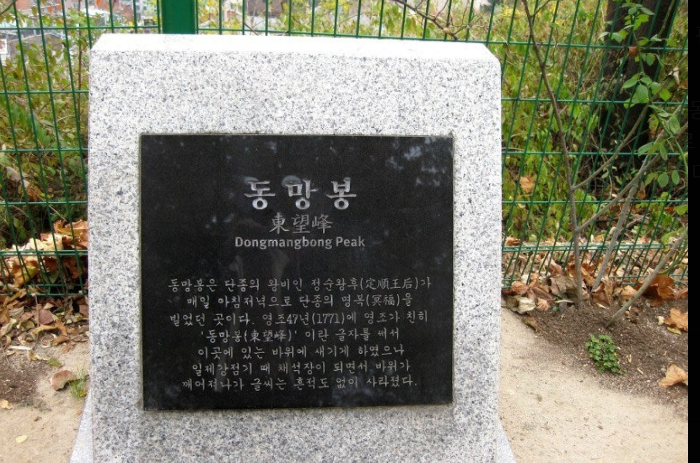 동망봉
東望峰
Dongmangbong Peak
동망봉은 단종의 왕비인 정순왕후(定順王后)가
매일 아침저녁으로 단종의 명복(冥福)을
빌었던 곳이다. 영조47년(1771)에 영조가 친히
'동망봉(東望峰)' 이란 글자를 써서
이곳에 있는 바위에 새기게 하였으나
일제강점기 때 채석장이 되면서 바위가
깨어져나가 글씨는 흔적도 없이 사라졌다.